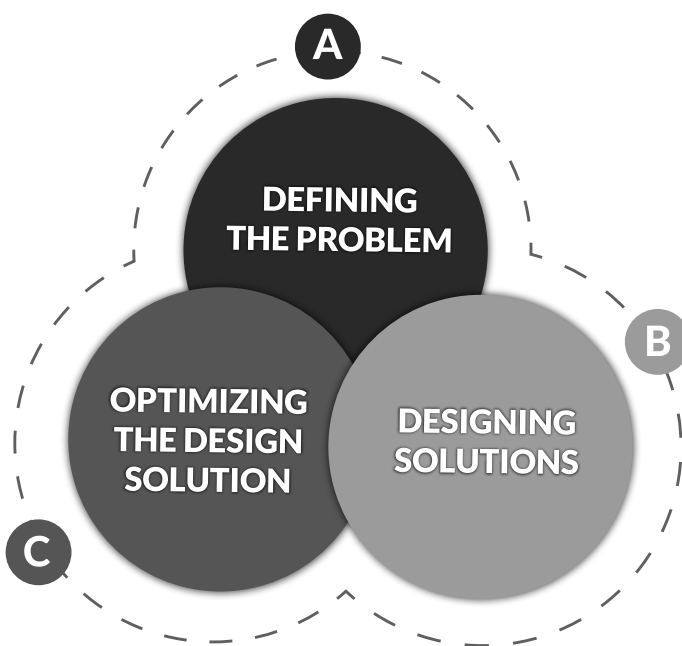 A
DEFINING
THE PROBLEM
B
OPTIMIZING
THE DESIGN
SOLUTION
DESIGNING
SOLUTIONS
C